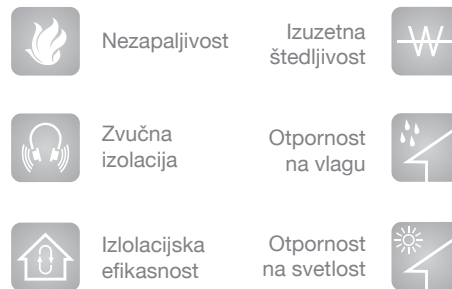 Nezapaljivost
Izuzetna
štedljivost
Zvučna
izolacija
Otpornost
na vlagu
Izlolacijska
efikasnost
Otpornost
na svetlost